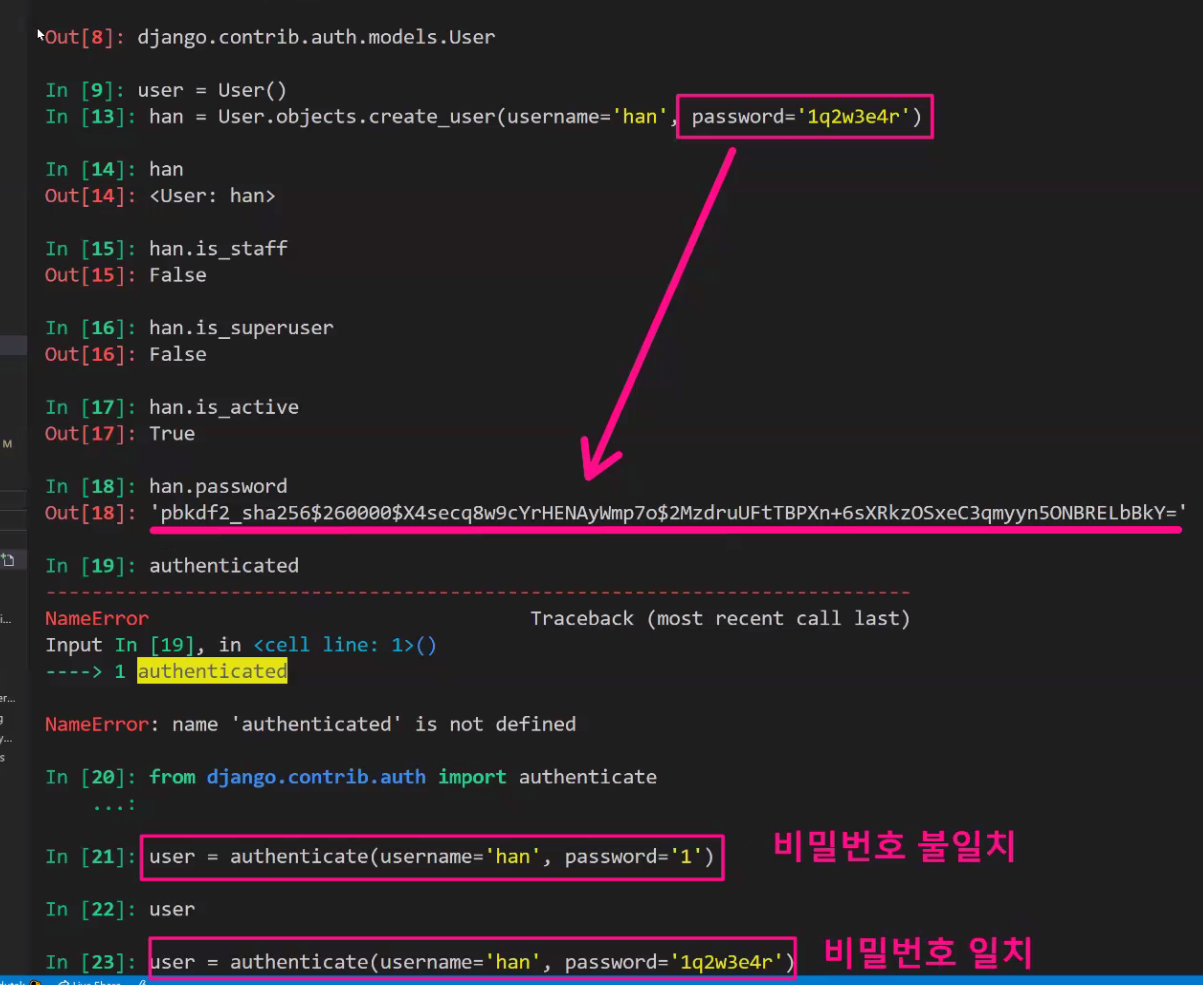 Out[8]: django.contrib.auth.models.User
In [9]: user = User()
In [13]: han = User.objects.create_user(username='han', password='1q2w3e4r')
In [14]: han
Out[14]: <User: han>
In [15]: han.is_staff
Out[15]: False
In [16]: han.is_superuser
Out[16]: False
In [17]: han.is_active
Out[17]: True
M
In [18]: han.password
Out[18]: 'pbkdf2_sha256$260000$X4secq8w9cYrHENAyWmp7o$2MzdruUFtTBPXn+6sXRkzOSxeC3qmyyn5ONBRELbBkY='
In [19]: authenticated
---------------------------------------------------------------------------
NameError Traceback (most recent call last)
Input In [19], in <cell line: 1>()
----> 1 authenticated
NameError: name 'authenticated' is not defined
In [20]: from django.contrib.auth import authenticate
...:
In [21]: user = authenticate(username='han', password='1') 비밀번호 불일치
In [22]: user
In [23]: user = authenticate(username='han', password='1q2w3e4r') 비밀번호 일치
Live Share